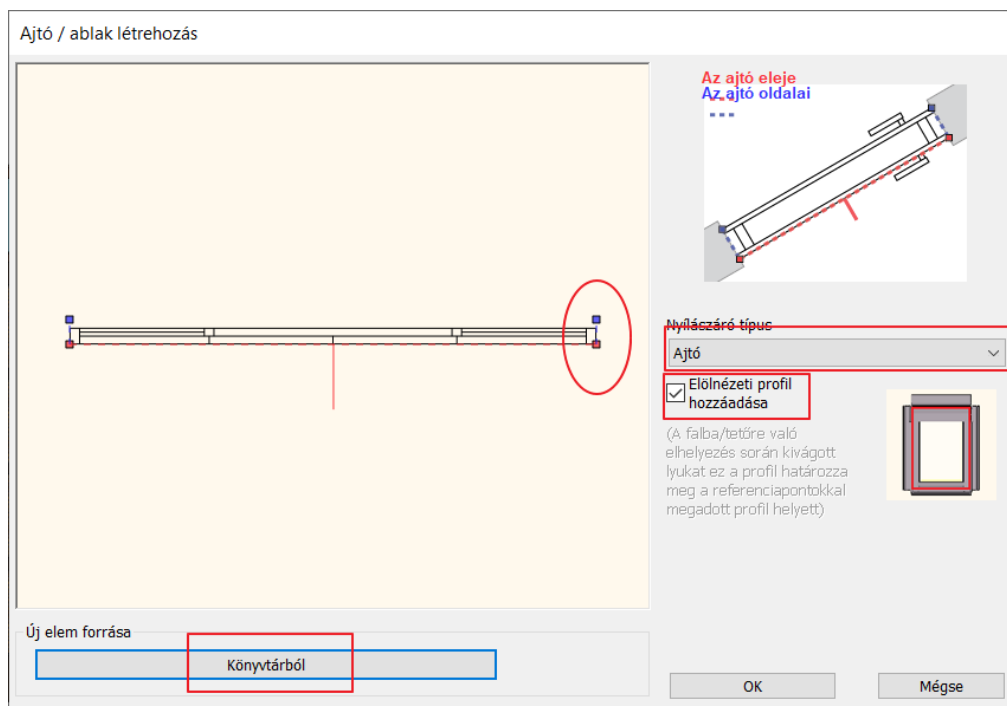 Ajtó / ablak létrehozás
Az ajtó eleje
Az ajtó oldalai
Nyílászáró típus
Ajtó
Elölnézeti profil
hozzáadása
(A falba/tetőre való
elhelyezés során kivágott
lyukat ez a profil határozza
meg a referenciapontokkal
megadott profil helyett)
Új elem forrása
Könyvtárból
OK
Mégse